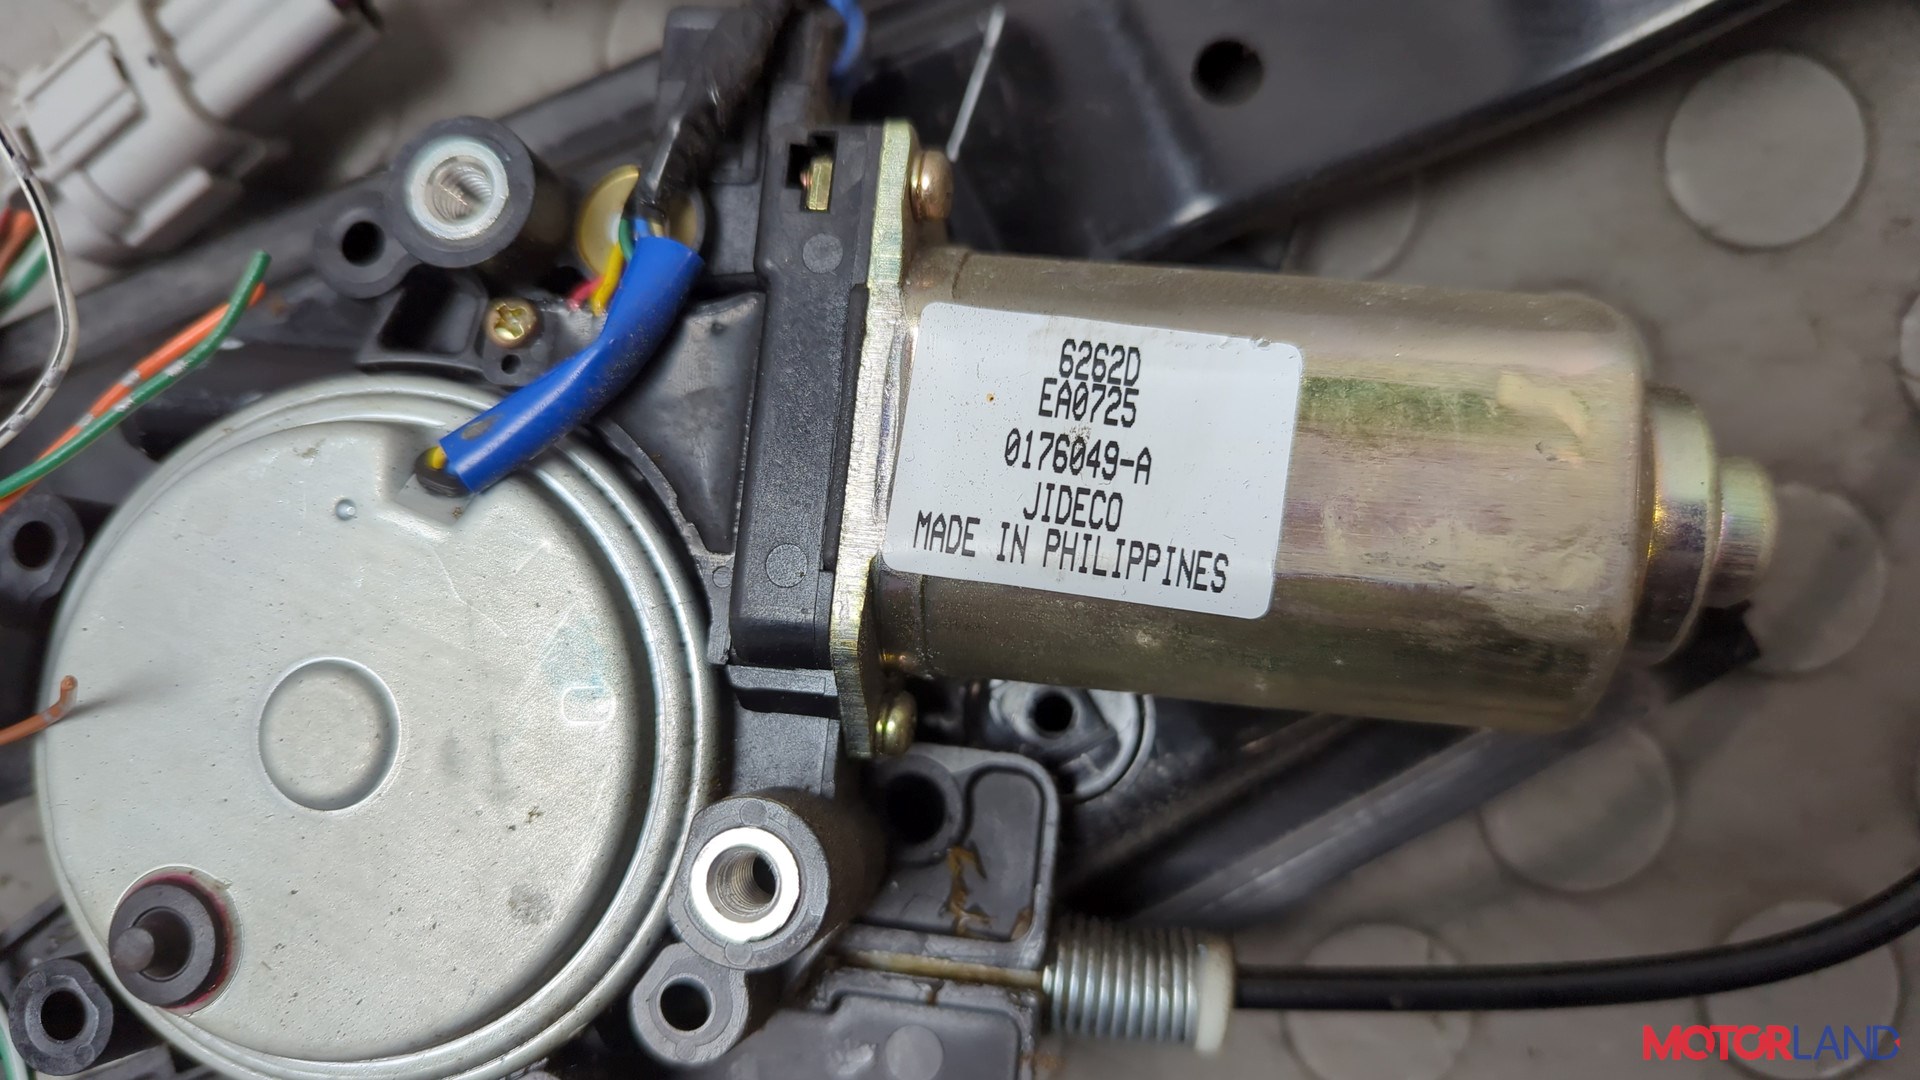 6262D
EA0725
0176049-A
JIDECO
MADE IN PHILIPPINES
MOTORLAND